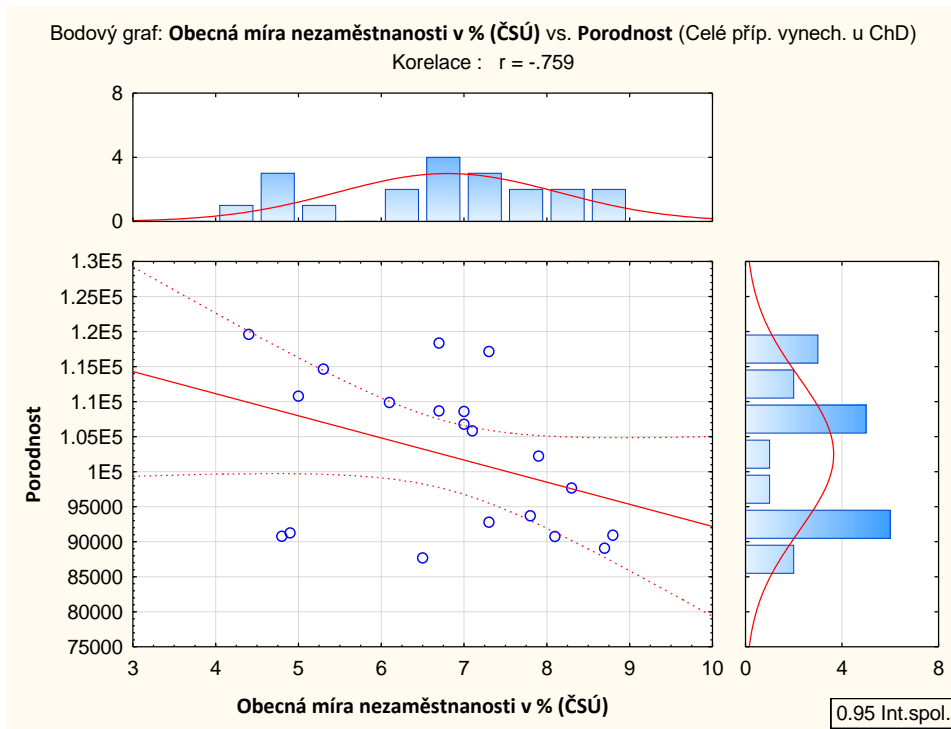 Bodový graf: Obecná míra nezaměstnanosti v % (ČSÚ) vs. Porodnost (Celé příp. vynech. u ChD)
Korelace : r = -.759
8
4
0
1.3E5
1.25E5
1.2E5
1.15E5
1.1E5
1.05E5
1E5
95000
90000
85000
80000
75000
Porodnost
3 4 5 6 7 8 9 10
Obecná míra nezaměstnanosti v % (ČSÚ)
0 4 8
0.95 Int.spol.